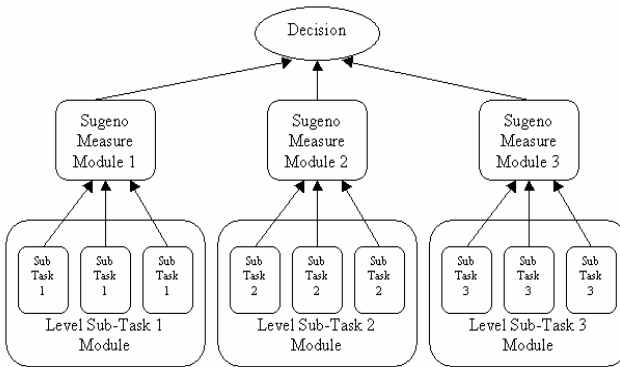 Decision
Sugeno
Measure
Module 1
Sugeno
Measure
Module 2
Sugeno
Measure
Module 3
Sub
Task
1
Sub
Task
1
Sub
Task
1
Level Sub-Task 1
Module
Sub
Task
2
Sub
Task
2
Sub
Task
2
Level Sub-Task 2
Module
Sub
Task
3
Sub
Task
3
Sub
Task
3
Level Sub-Task 3
Module